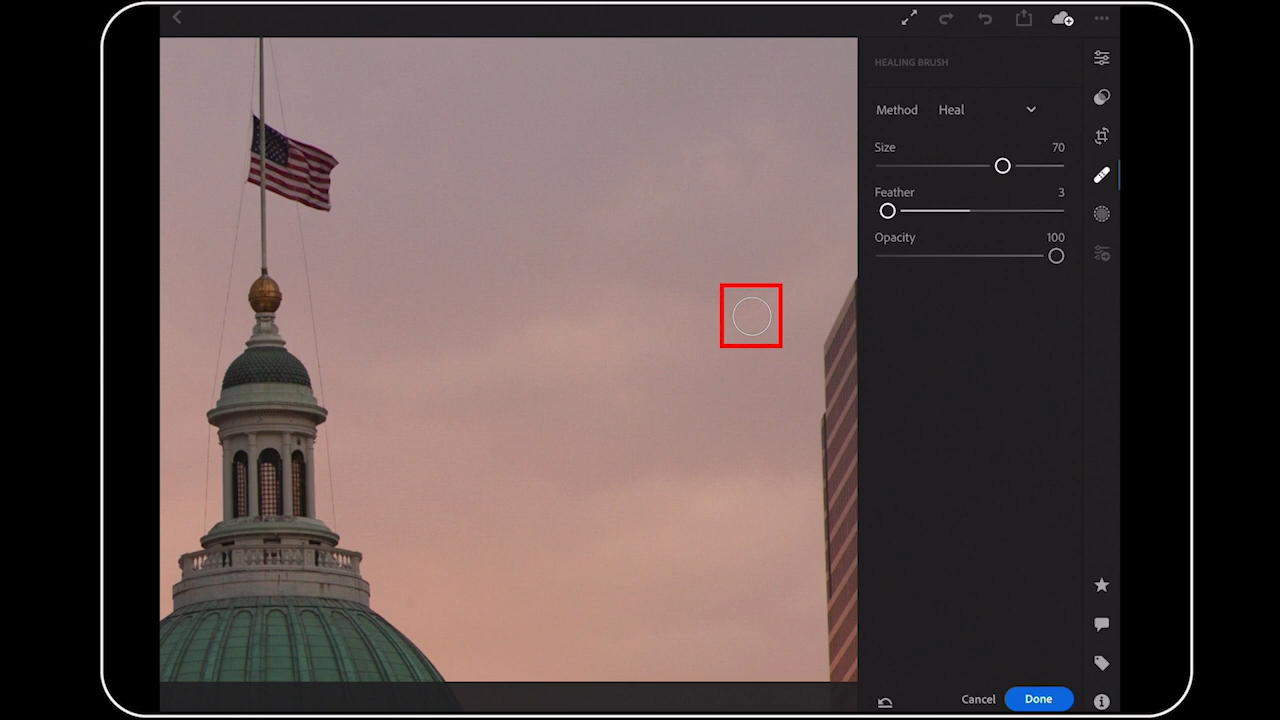 HEALING BRUSH
Method Heal
Size 70
Feather 3
Opacity 100
Cancel Done